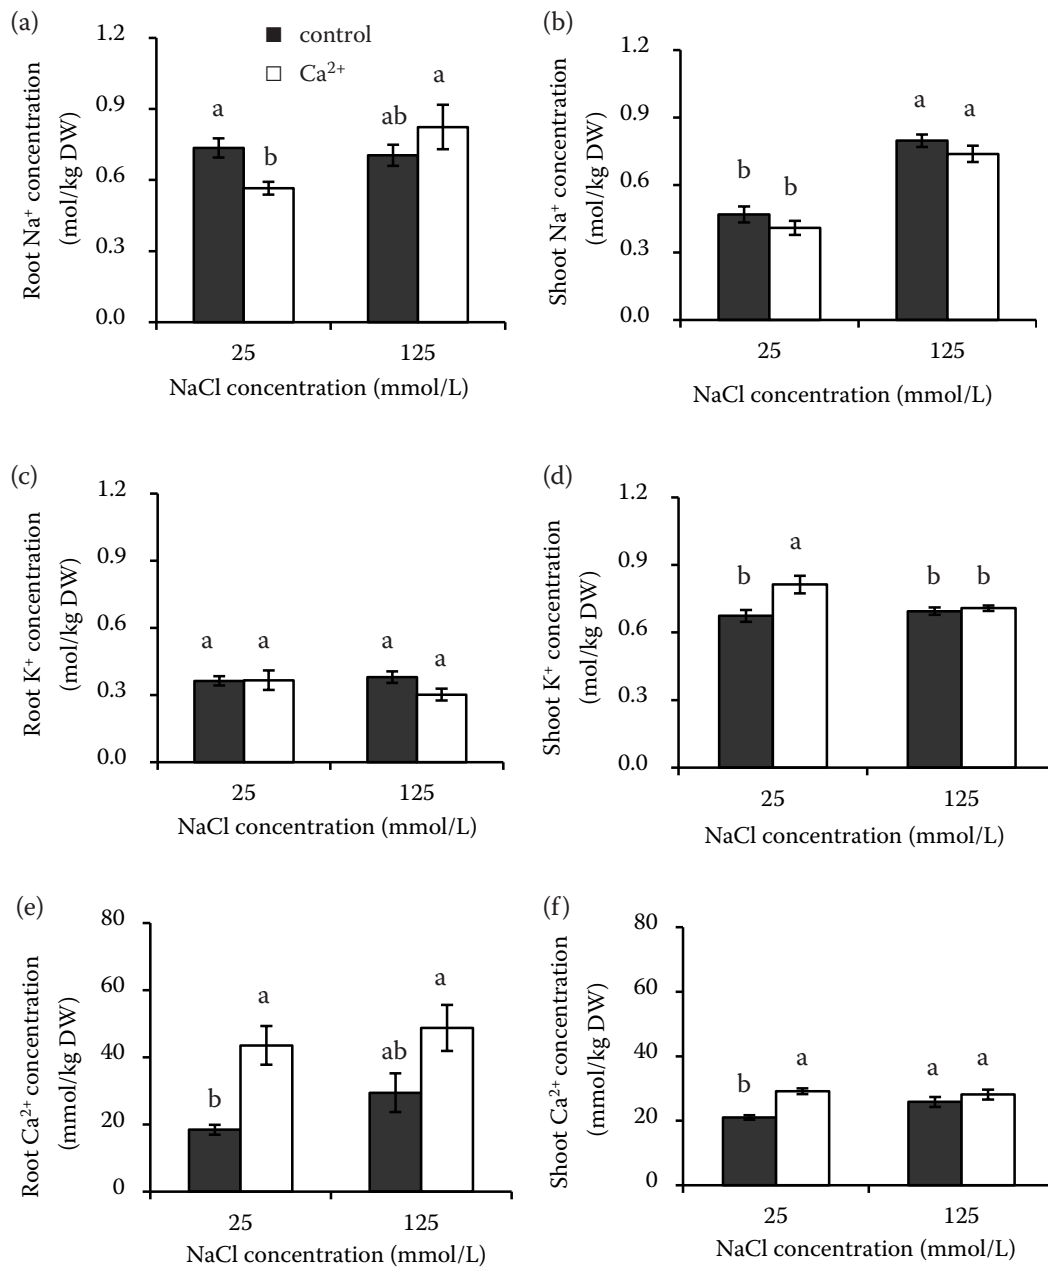 (a)
control
Ca²⁺
Root Na⁺ concentration
(mol/kg DW)
1.2
0.9
0.6
0.3
0.0
a
b
ab
a
25
125
NaCl concentration (mmol/L)
(b)
Shoot Na⁺ concentration
(mol/kg DW)
1.2
0.9
0.6
0.3
0.0
b
b
a
a
25
125
NaCl concentration (mmol/L)
(c)
Root K⁺ concentration
(mol/kg DW)
1.2
0.9
0.6
0.3
0.0
a
a
a
a
25
125
NaCl concentration (mmol/L)
(d)
Shoot K⁺ concentration
(mol/kg DW)
1.2
0.9
0.6
0.3
0.0
b
a
b
b
25
125
NaCl concentration (mmol/L)
(e)
Root Ca²⁺ concentration
(mmol/kg DW)
80
60
40
20
0
b
a
ab
a
25
125
NaCl concentration (mmol/L)
(f)
Shoot Ca²⁺ concentration
(mmol/kg DW)
80
60
40
20
0
b
a
a
a
25
125
NaCl concentration (mmol/L)